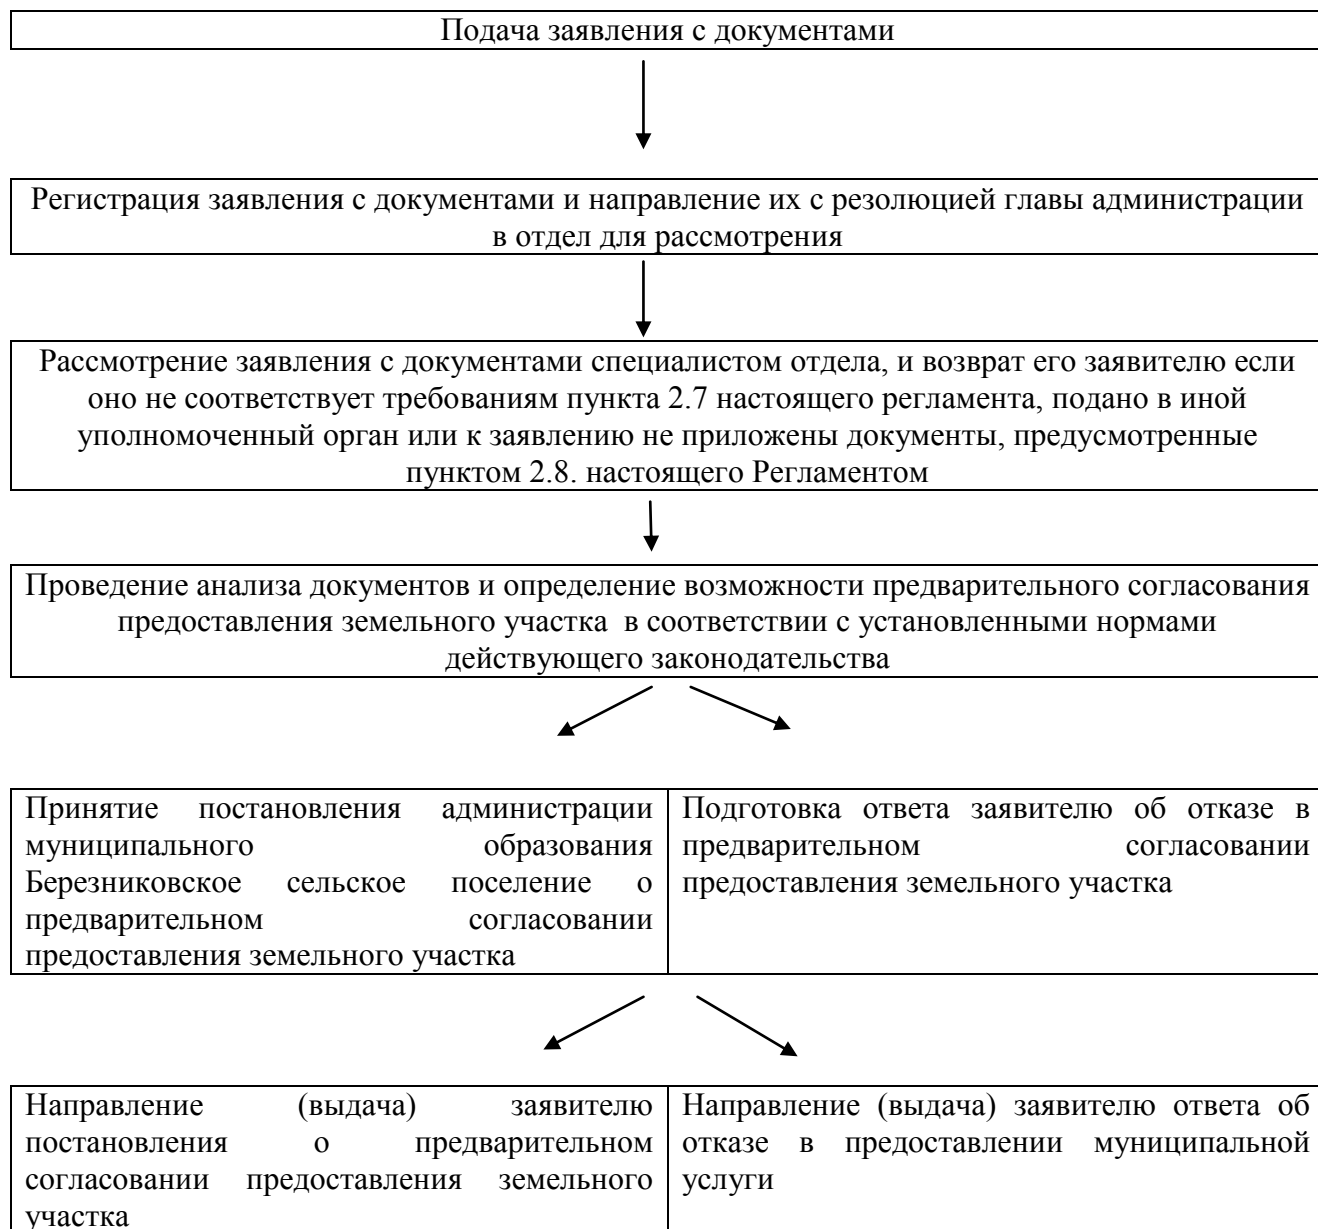 Подача заявления с документами
Регистрация заявления с документами и направление их с резолюцией главы администрации
в отдел для рассмотрения
Рассмотрение заявления с документами специалистом отдела, и возврат его заявителю если
оно не соответствует требованиям пункта 2.7 настоящего регламента, подано в иной
уполномоченный орган или к заявлению не приложены документы, предусмотренные
пунктом 2.8. настоящего Регламентом
Проведение анализа документов и определение возможности предварительного согласования
предоставления земельного участка в соответствии с установленными нормами
действующего законодательства
Принятие постановления администрации
муниципального образования
Березниковское сельское поселение о
предварительном согласовании
предоставления земельного участка
Подготовка ответа заявителю об отказе в
предварительном согласовании
предоставления земельного участка
Направление (выдача) заявителю
постановления о предварительном
согласовании предоставления земельного
участка
Направление (выдача) заявителю ответа об
отказе в предоставлении муниципальной
услуги